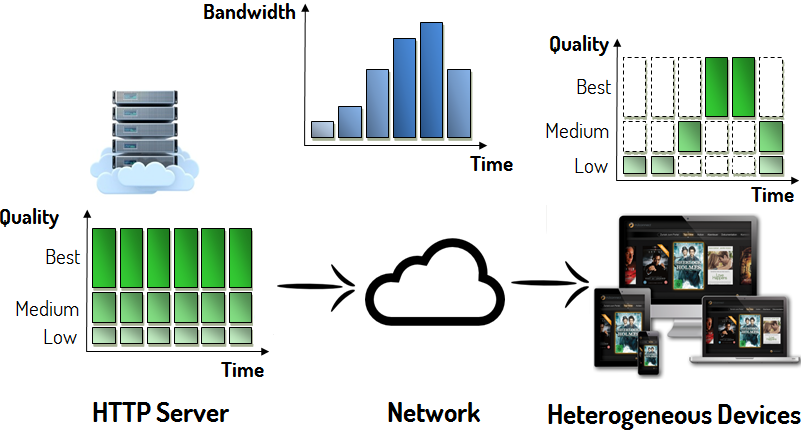 Bandwidth
Time
Quality
Best
Medium
Low
Time
Quality
Best
Medium
Low
Time
HTTP Server
Network
Heterogeneous Devices